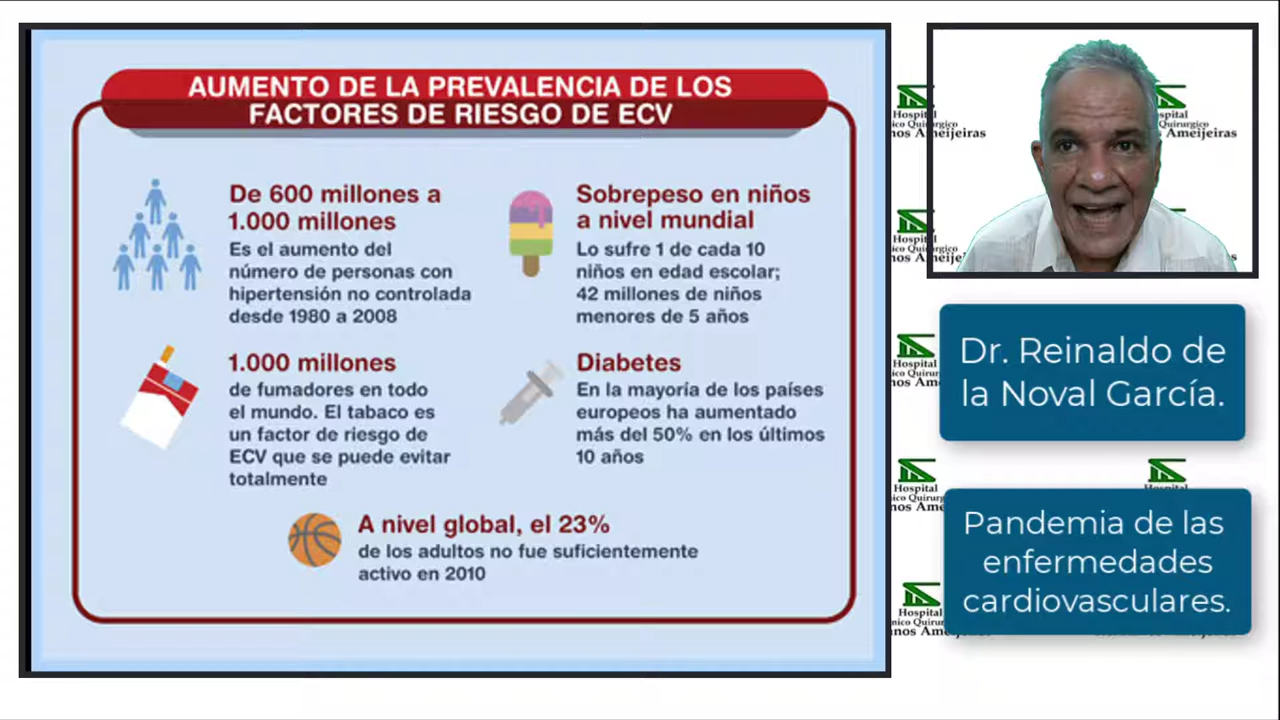 AUMENTO DE LA PREVALENCIA DE LOS
FACTORES DE RIESGO DE ECV
De 600 millones a
1.000 millones
Es el aumento del
número de personas con
hipertensión no controlada
desde 1980 a 2008
Sobrepeso en niños
a nivel mundial
Lo sufre 1 de cada 10
niños en edad escolar;
42 millones de niños
menores de 5 años
1.000 millones
de fumadores en todo
el mundo. El tabaco es
un factor de riesgo de
ECV que se puede evitar
totalmente
Diabetes
En la mayoría de los países
europeos ha aumentado
más del 50% en los últimos
10 años
A nivel global, el 23%
de los adultos no fue suficientemente
activo en 2010
Hospital
Ameijeiras
Dr. Reinaldo de
la Noval García.
Hospital
Hospital
Pandemia de las
enfermedades
cardiovasculares.
Hospital